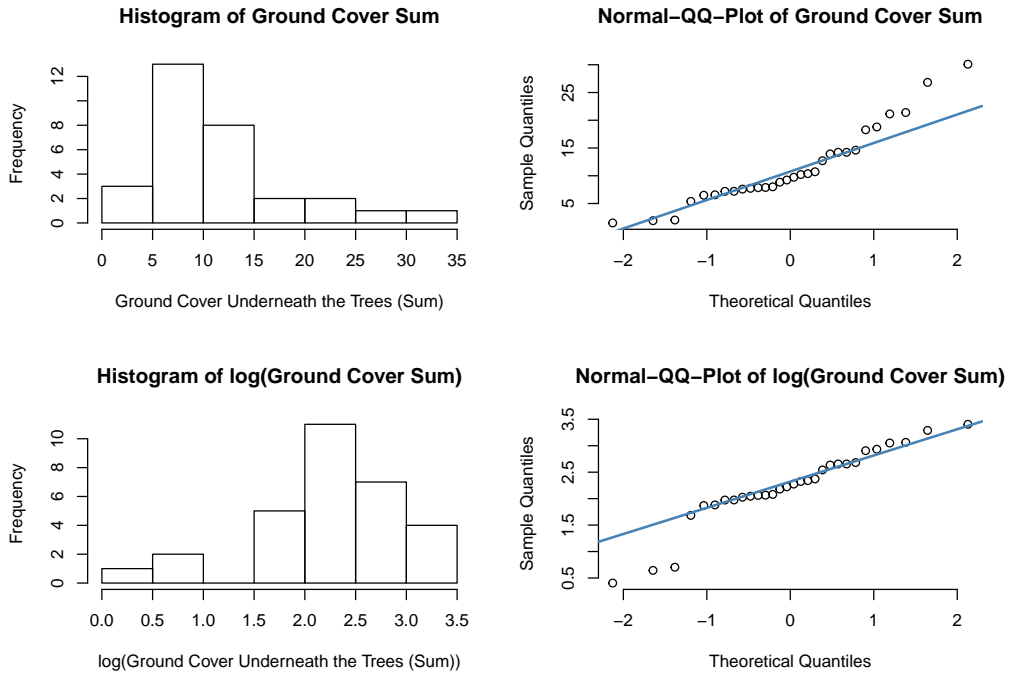 Histogram of Ground Cover Sum
Frequency
0 2 4 6 8 12
0 5 10 15 20 25 30 35
Ground Cover Underneath the Trees (Sum)
Normal−QQ−Plot of Ground Cover Sum
Sample Quantiles
5 15 25
−2 −1 0 1 2
Theoretical Quantiles
Histogram of log(Ground Cover Sum)
Frequency
0 2 4 6 8 10
0.0 0.5 1.0 1.5 2.0 2.5 3.0 3.5
log(Ground Cover Underneath the Trees (Sum))
Normal−QQ−Plot of log(Ground Cover Sum)
Sample Quantiles
0.5 1.5 2.5 3.5
−2 −1 0 1 2
Theoretical Quantiles